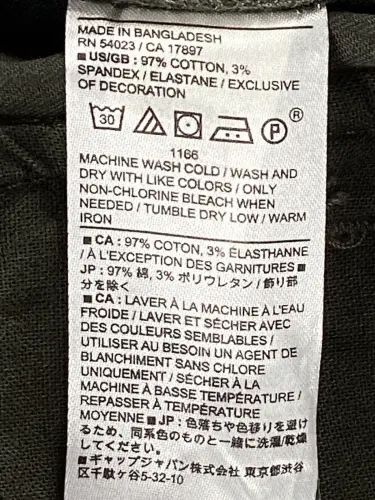 MADE IN BANGLADESH
RN 54023 / CA 17897
■ US/GB : 97% COTTON, 3%
SPANDEX / ELASTANE / EXCLUSIVE
OF DECORATION
30 P ®
1166
MACHINE WASH COLD / WASH AND
DRY WITH LIKE COLORS / ONLY
NON-CHLORINE BLEACH WHEN
NEEDED / TUMBLE DRY LOW / WARM
IRON
■ CA : 97% COTON, 3% ÉLASTHANNE
/ À L'EXCEPTION DES GARNITURES ■
JP : 97% 綿, 3% ポリウレタン / 飾り部
分を除く
■ CA : LAVER À LA MACHINE À L'EAU
FROIDE / LAVER ET SÉCHER AVEC
DES COULEURS SEMBLABLES /
UTILISER AU BESOIN UN AGENT DE
BLANCHIMENT SANS CHLORE
UNIQUEMENT / SÉCHER À LA
MACHINE À BASSE TEMPÉRATURE /
REPASSER À TEMPÉRATURE
MOYENNE ■ JP : 色落ちや色移りを避け
るため、同系色のものと一緒に洗濯/乾燥
してください。
■ ギャップジャパン株式会社 東京都渋谷
区千駄ヶ谷5-32-10